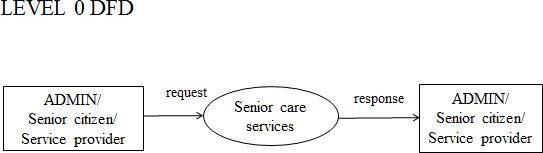 LEVEL 0 DFD
ADMIN/
Senior citizen/
Service provider
request
Senior care
services
response
ADMIN/
Senior citizen/
Service provider